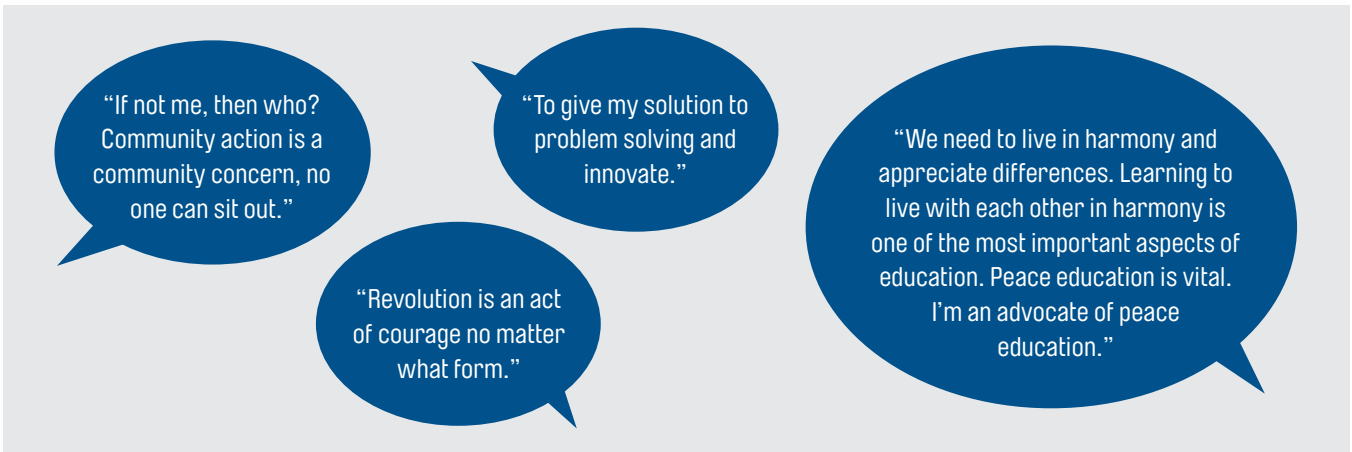 “If not me, then who?
Community action is a
community concern, no
one can sit out.”
“To give my solution to
problem solving and
innovate.”
“Revolution is an act
of courage no matter
what form.”
“We need to live in harmony and
appreciate differences. Learning to
live with each other in harmony is
one of the most important aspects of
education. Peace education is vital.
I’m an advocate of peace
education.”